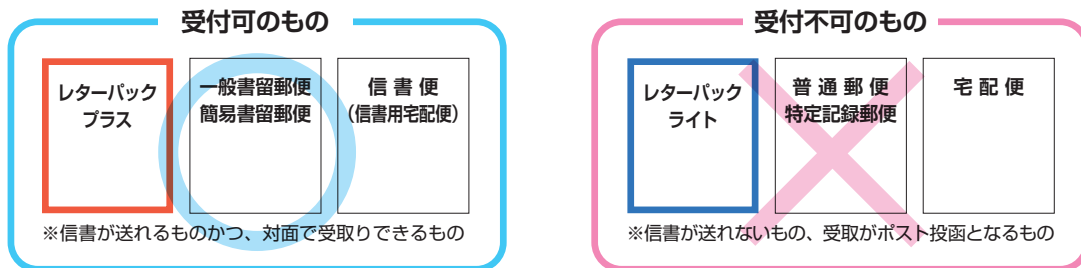 受付可のもの
レターパック
プラス
一般書留郵便
簡易書留郵便
信書便
(信書用宅配便)
※信書が送れるものかつ、対面で受取りできるもの
受付不可のもの
レターパック
ライト
普通郵便
特定記録郵便
宅配便
※信書が送れないもの、受取がポスト投函となるもの